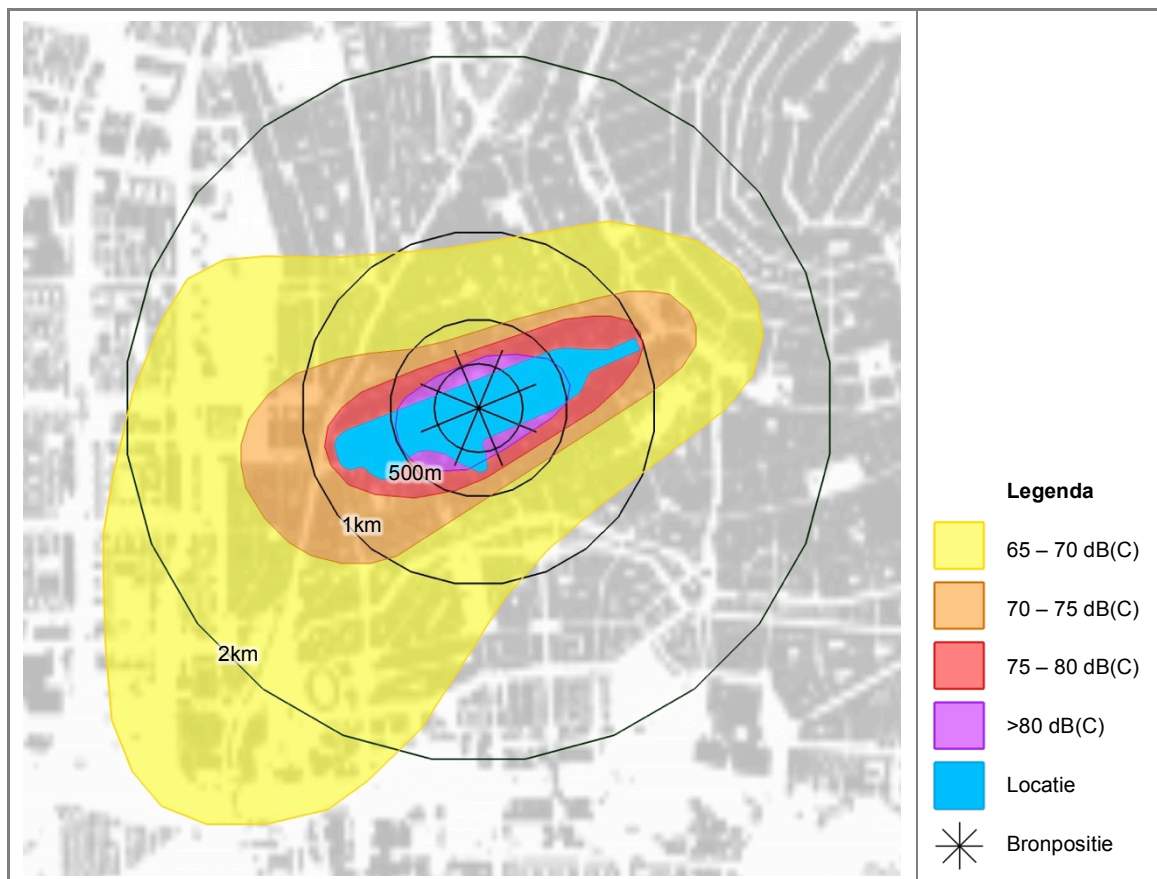 500m
1km
2km
Legenda
65 – 70 dB(C)
70 – 75 dB(C)
75 – 80 dB(C)
>80 dB(C)
Locatie
Bronpositie